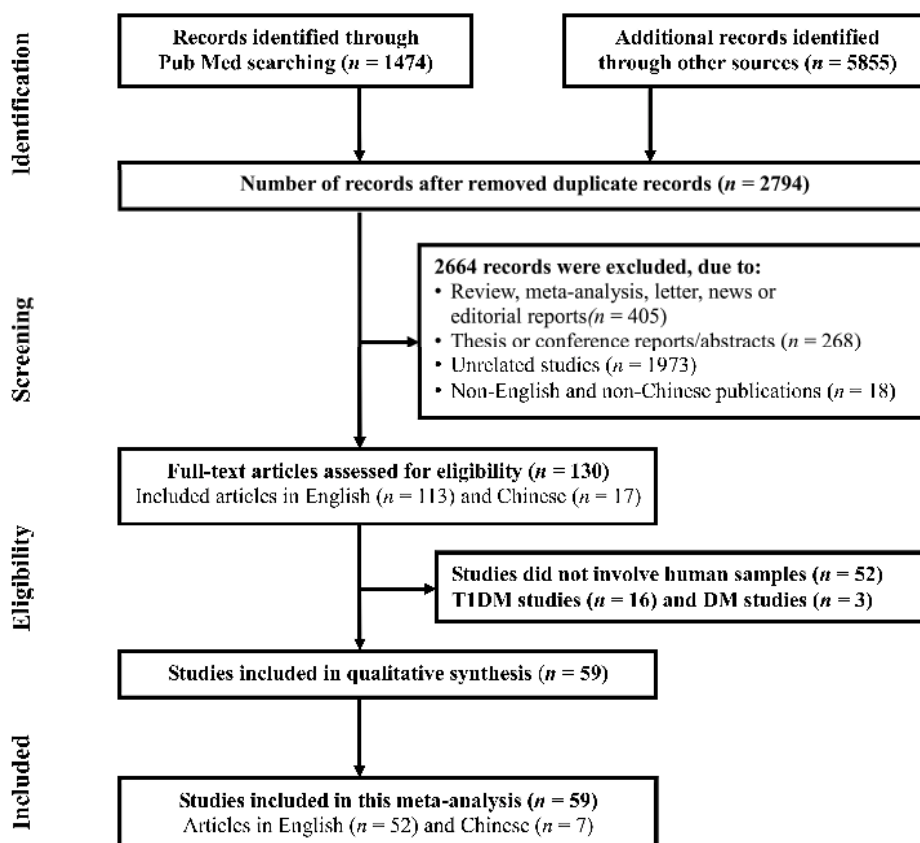 Identification
Records identified through
Pub Med searching (n = 1474)
Additional records identified
through other sources (n = 5855)
Number of records after removed duplicate records (n = 2794)
Screening
2664 records were excluded, due to:
• Review, meta-analysis, letter, news or
editorial reports(n = 405)
• Thesis or conference reports/abstracts (n = 268)
• Unrelated studies (n = 1973)
• Non-English and non-Chinese publications (n = 18)
Eligibility
Full-text articles assessed for eligibility (n = 130)
Included articles in English (n = 113) and Chinese (n = 17)
Studies did not involve human samples (n = 52)
T1DM studies (n = 16) and DM studies (n = 3)
Studies included in qualitative synthesis (n = 59)
Included
Studies included in this meta-analysis (n = 59)
Articles in English (n = 52) and Chinese (n = 7)